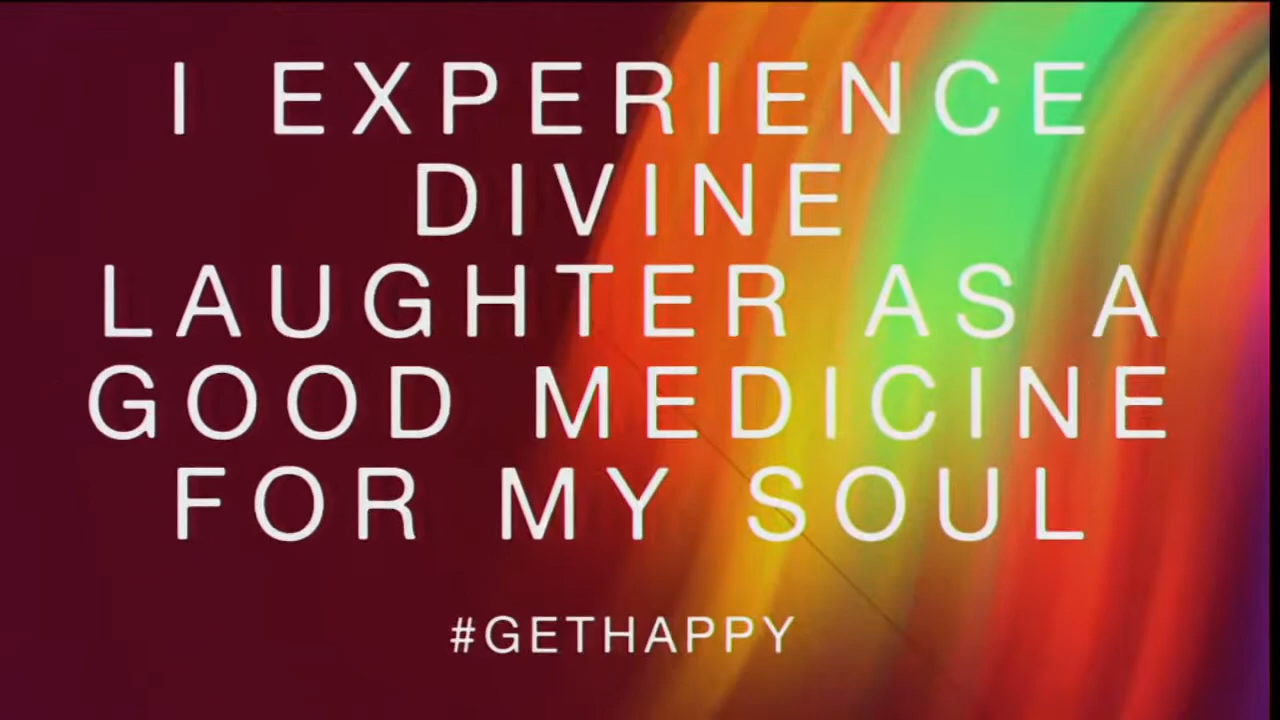 I EXPERIENCE
DIVINE
LAUGHTER AS A
GOOD MEDICINE
FOR MY SOUL
#GETHAPPY